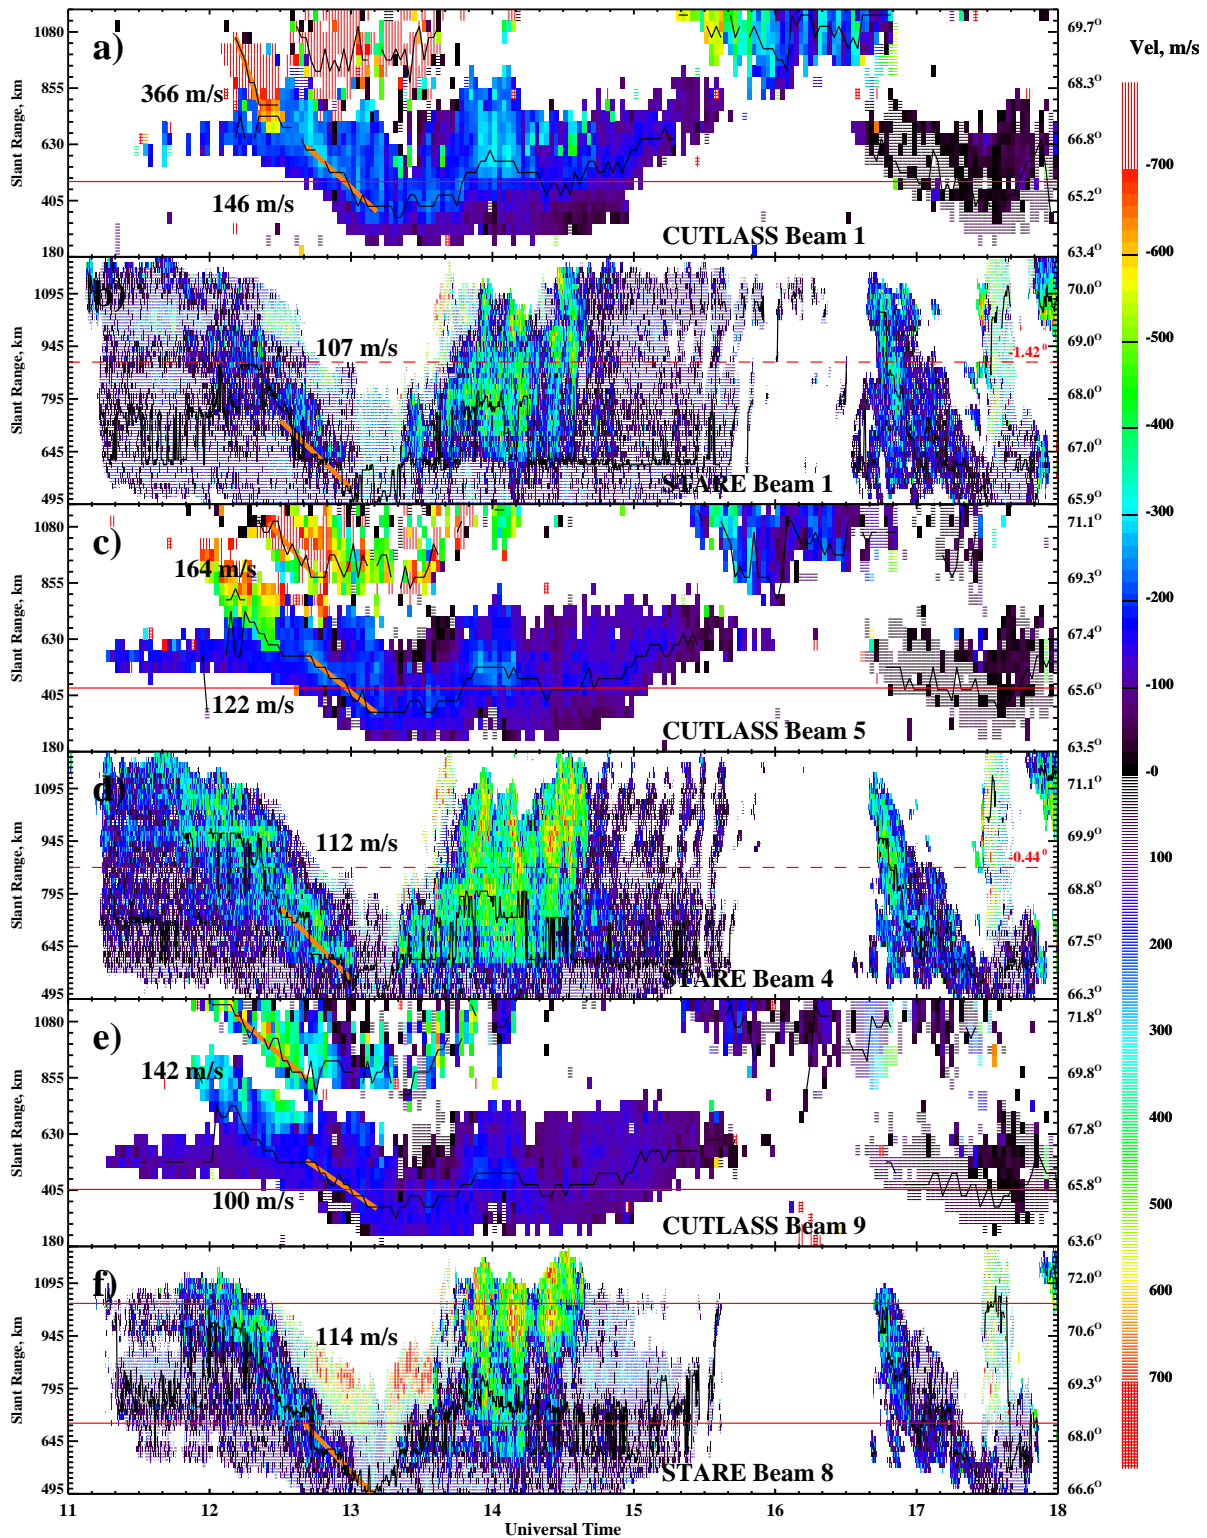 a)
1080
855
630
405
180
Slant Range, km
366 m/s
146 m/s
CUTLASS Beam 1
69.7°
68.3°
66.8°
65.2°
63.4°
Vel, m/s
-700
-600
-500
-400
-300
-200
-100
-0
100
200
300
400
500
600
700
b)
1095
945
795
645
495
Slant Range, km
107 m/s
-1.42°
STARE Beam 1
70.0°
69.0°
68.0°
67.0°
65.9°
c)
1080
855
630
405
180
Slant Range, km
164 m/s
122 m/s
CUTLASS Beam 5
71.1°
69.3°
67.4°
65.6°
63.5°
d)
1095
945
795
645
495
Slant Range, km
112 m/s
-0.44°
STARE Beam 4
71.1°
69.9°
68.8°
67.5°
66.3°
e)
1080
855
630
405
180
Slant Range, km
142 m/s
100 m/s
CUTLASS Beam 9
71.8°
69.8°
67.8°
65.8°
63.6°
f)
1095
945
795
645
495
Slant Range, km
114 m/s
STARE Beam 8
72.0°
70.6°
69.3°
68.0°
66.6°
11 12 13 14 15 16 17 18
Universal Time